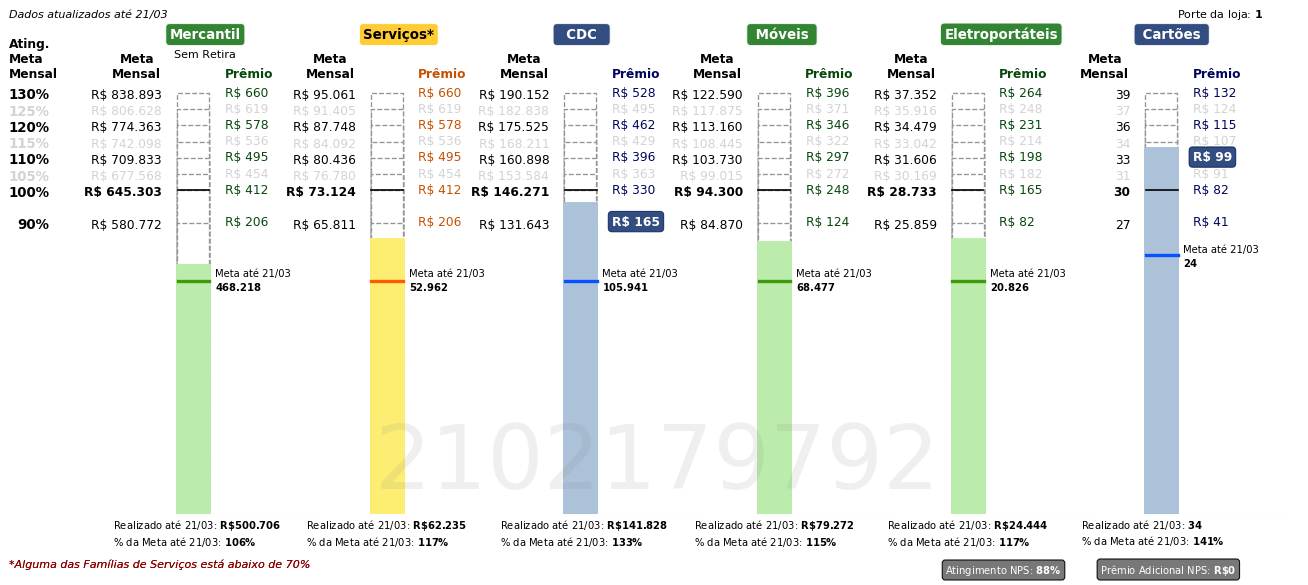 Dados atualizados até 21/03
Porte da loja: 1
Mercantil
Serviços*
CDC
Móveis
Eletroportáteis
Cartões
Sem Retira
Ating. Meta Mensal
Meta Mensal Prêmio Meta Mensal Prêmio Meta Mensal Prêmio Meta Mensal Prêmio Meta Mensal Prêmio Meta Mensal Prêmio
130% R$ 838.893 R$ 660 R$ 95.061 R$ 660 R$ 190.152 R$ 528 R$ 122.590 R$ 396 R$ 37.352 R$ 264 39 R$ 132
125% R$ 806.628 R$ 619 R$ 91.405 R$ 619 R$ 182.838 R$ 495 R$ 117.875 R$ 371 R$ 35.916 R$ 248 37 R$ 124
120% R$ 774.363 R$ 578 R$ 87.748 R$ 578 R$ 175.525 R$ 462 R$ 113.160 R$ 346 R$ 34.479 R$ 231 36 R$ 115
115% R$ 742.098 R$ 536 R$ 84.092 R$ 536 R$ 168.211 R$ 429 R$ 108.445 R$ 322 R$ 33.042 R$ 214 34 R$ 107
110% R$ 709.833 R$ 495 R$ 80.436 R$ 495 R$ 160.898 R$ 396 R$ 103.730 R$ 297 R$ 31.606 R$ 198 33 R$ 99
105% R$ 677.568 R$ 454 R$ 76.780 R$ 454 R$ 153.584 R$ 363 R$ 99.015 R$ 272 R$ 30.169 R$ 182 31 R$ 91
100% R$ 645.303 R$ 412 R$ 73.124 R$ 412 R$ 146.271 R$ 330 R$ 94.300 R$ 248 R$ 28.733 R$ 165 30 R$ 82
90% R$ 580.772 R$ 206 R$ 65.811 R$ 206 R$ 131.643 R$ 165 R$ 84.870 R$ 124 R$ 25.859 R$ 82 27 R$ 41
Meta até 21/03
468.218
Meta até 21/03
52.962
Meta até 21/03
105.941
Meta até 21/03
68.477
Meta até 21/03
20.826
Meta até 21/03
24
2102179792
Realizado até 21/03: R$500.706
% da Meta até 21/03: 106%
Realizado até 21/03: R$62.235
% da Meta até 21/03: 117%
Realizado até 21/03: R$141.828
% da Meta até 21/03: 133%
Realizado até 21/03: R$79.272
% da Meta até 21/03: 115%
Realizado até 21/03: R$24.444
% da Meta até 21/03: 117%
Realizado até 21/03: 34
% da Meta até 21/03: 141%
*Alguma das Famílias de Serviços está abaixo de 70%
Atingimento NPS: 88%
Prêmio Adicional NPS: R$0